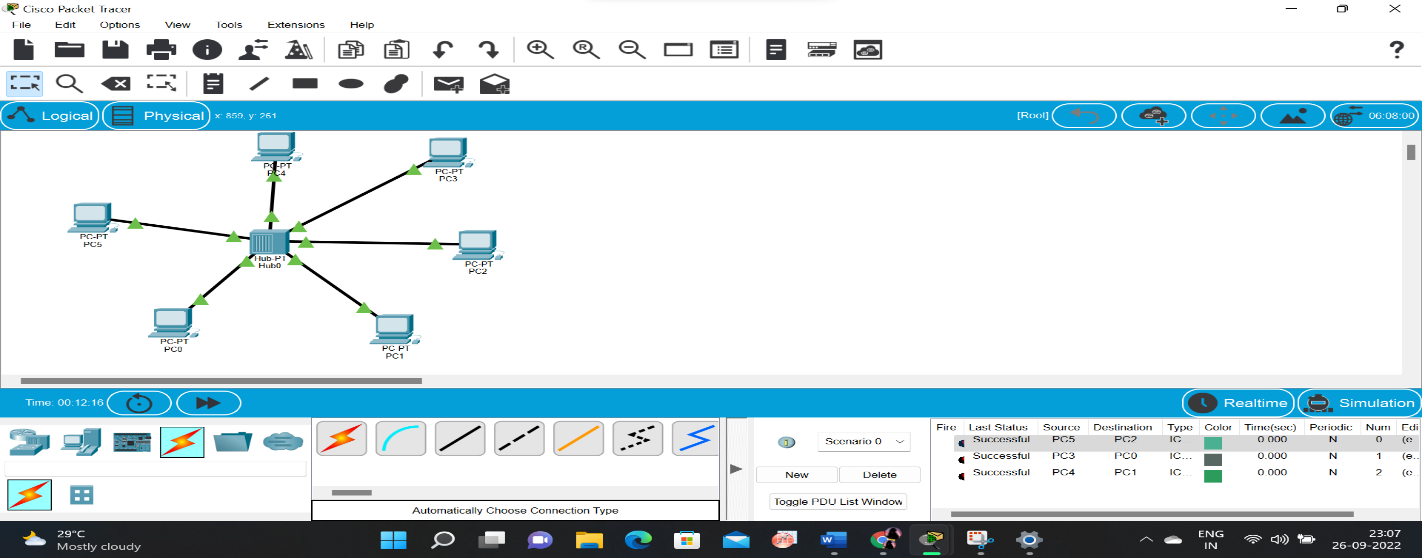 Cisco Packet Tracer
File Edit Options View Tools Extensions Help
Logical Physical x: 859, y: 261 [Root] 06:08:00
PC-PT
PC4
PC-PT
PC3
PC-PT
PC5
Hub-PT
Hub0
PC-PT
PC2
PC-PT
PC0
PC-PT
PC1
Time: 00:12:16 Realtime Simulation
Scenario 0
New Delete
Toggle PDU List Window
Automatically Choose Connection Type
Fire Last Status Source Destination Type Color Time(sec) Periodic Num Edi
Successful PC5 PC2 IC... 0.000 N 0 (e
Successful PC3 PC0 IC... 0.000 N 1 (e...
Successful PC4 PC1 IC... 0.000 N 2 (e
29°C
Mostly cloudy
ENG
IN
23:07
26-09-2022